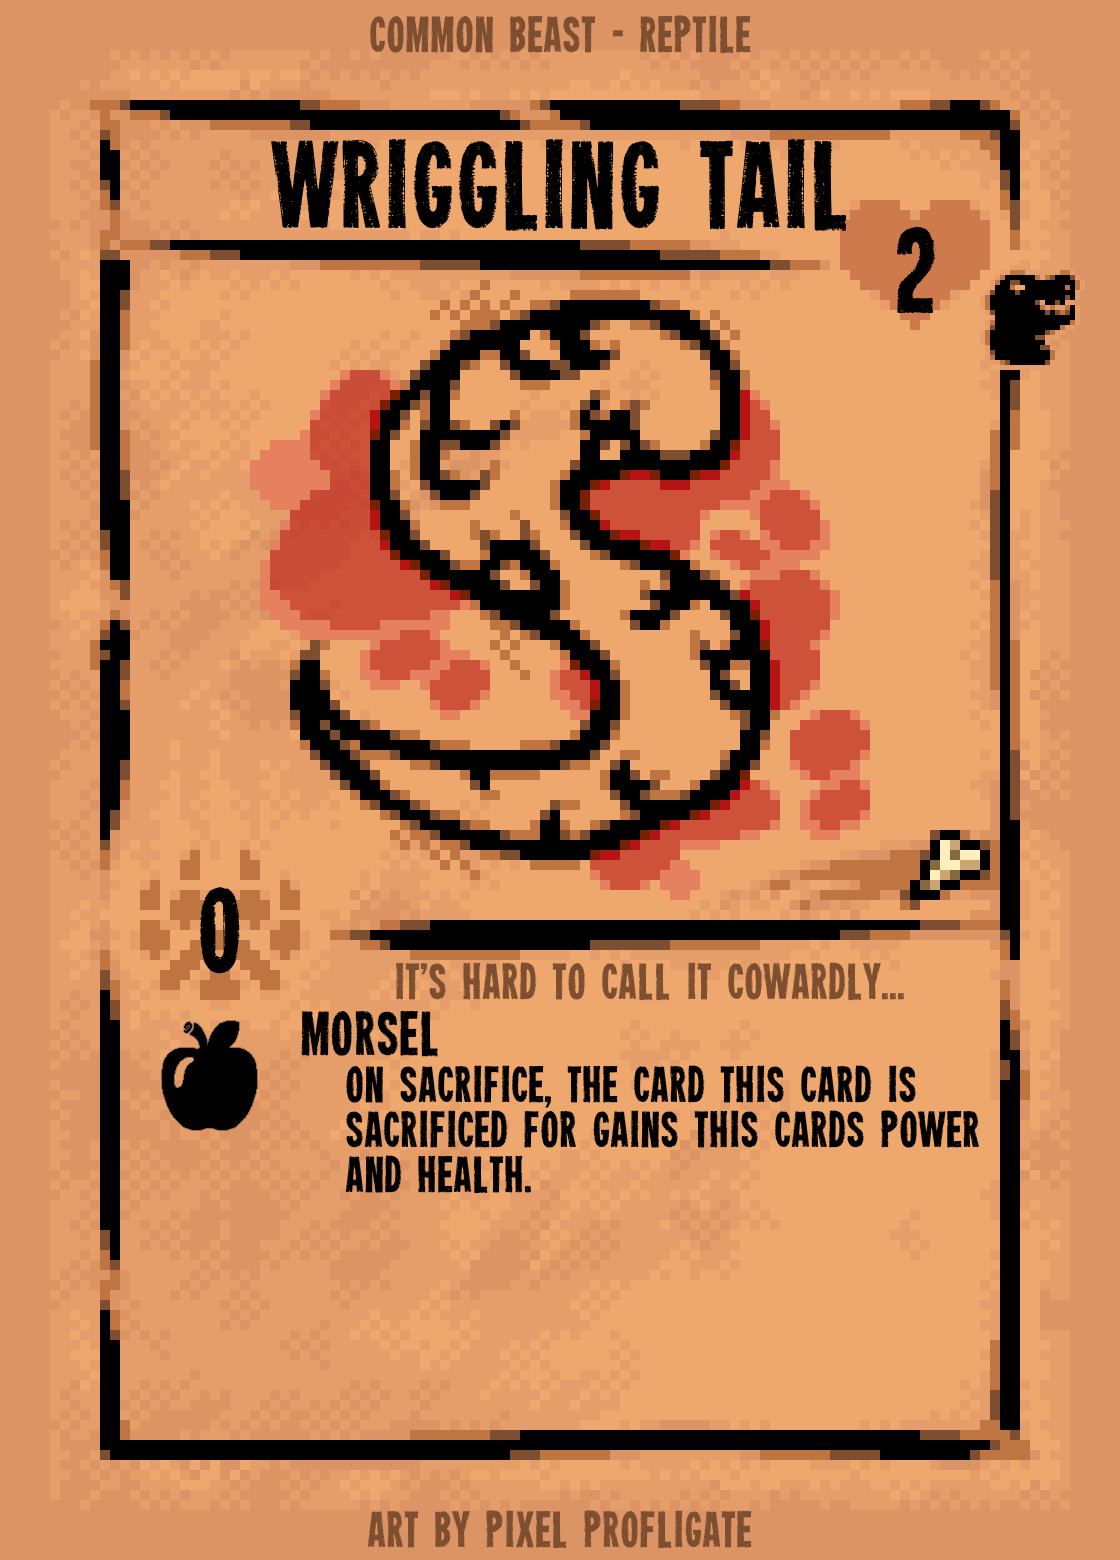 COMMON BEAST - REPTILE
WRIGGLING TAIL
2
0
IT'S HARD TO CALL IT COWARDLY...
MORSEL
ON SACRIFICE, THE CARD THIS CARD IS
SACRIFICED FOR GAINS THIS CARDS POWER
AND HEALTH.
ART BY PIXEL PROFLIGATE